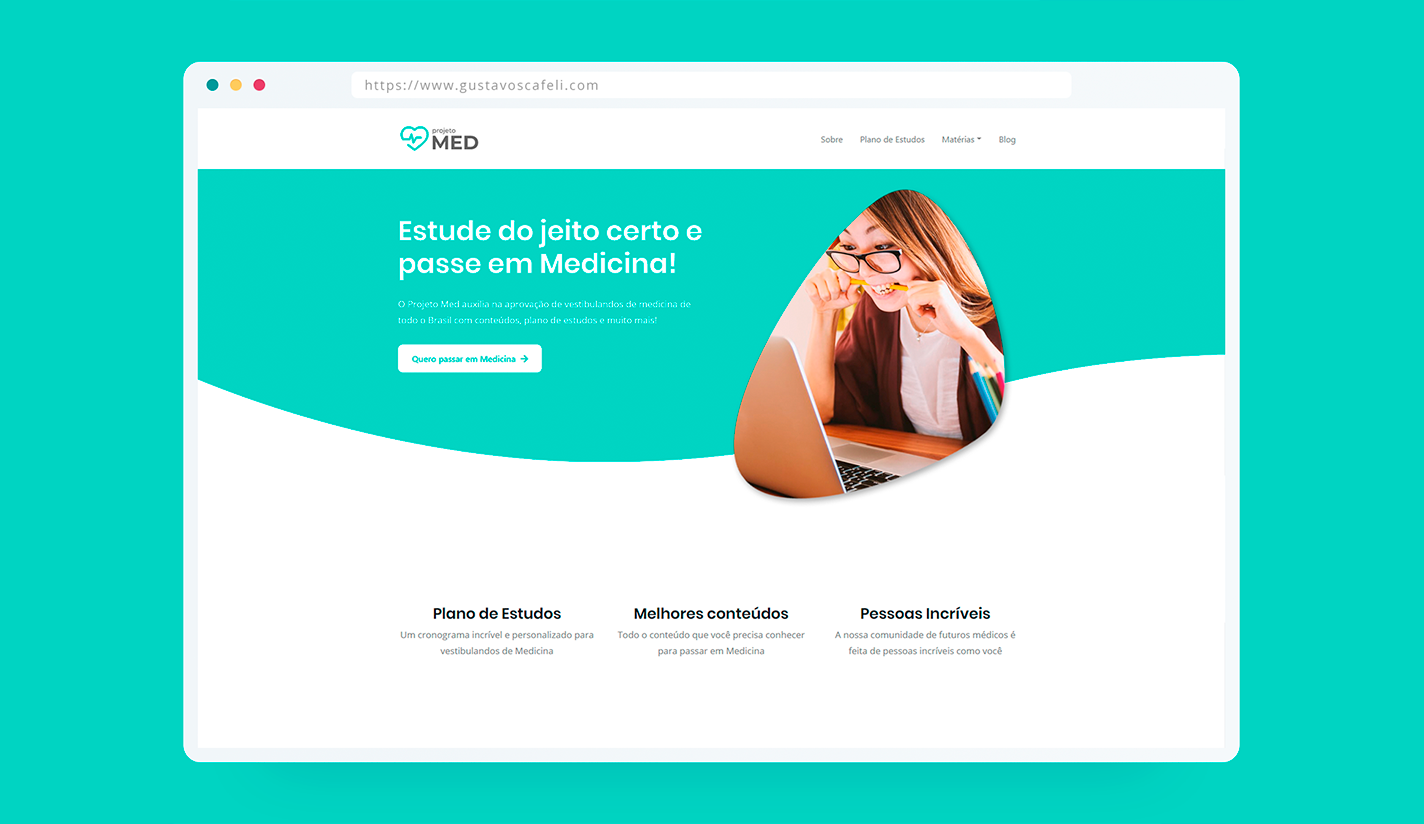 https://www.gustavoscafeli.com
projeto
MED
Sobre Plano de Estudos Matérias Blog
Estude do jeito certo e
passe em Medicina!
O Projeto Med auxilia na aprovação de vestibulandos de medicina de
todo o Brasil com conteúdos, plano de estudos e muito mais!
Quero passar em Medicina →
Plano de Estudos
Um cronograma incrível e personalizado para
vestibulandos de Medicina
Melhores conteúdos
Todo o conteúdo que você precisa conhecer
para passar em Medicina
Pessoas Incríveis
A nossa comunidade de futuros médicos é
feita de pessoas incríveis como você